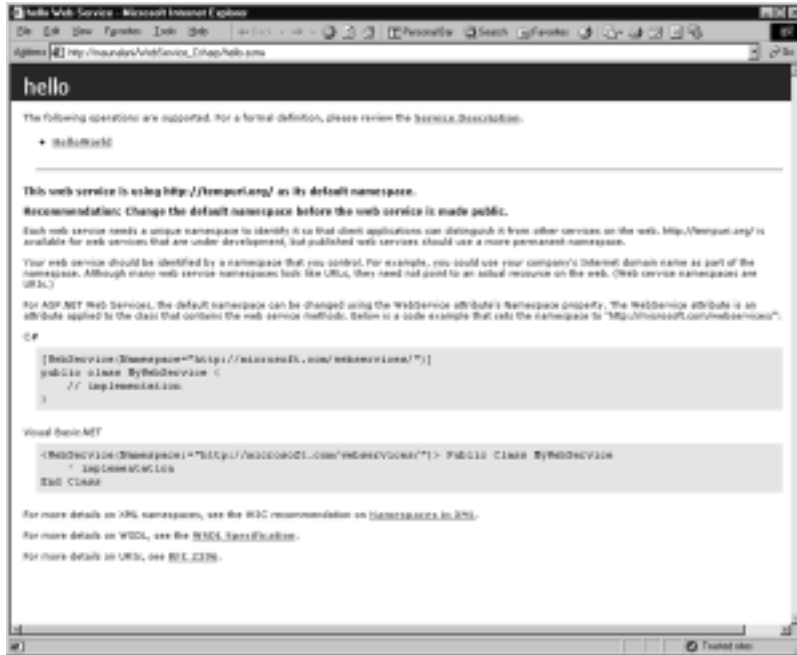 hello Web Service - Microsoft Internet Explorer
File Edit View Favorites Tools Help
Back Search Favorites
Address
hello
The following operations are supported. For a formal definition, please review the Service Description.
HelloWorld
This web service is using http://tempuri.org/ as its default namespace.
Recommendation: Change the default namespace before the web service is made public.
Each web service needs a unique namespace to identify it so that client applications can distinguish it from other services on the web. http://tempuri.org/ is
available for web services that are under development, but published web services should use a more permanent namespace.
Your web service should be identified by a namespace that you control. For example, you could use your company's Internet domain name as part of the
namespace. Although many web service namespaces look like URLs, they need not point to an actual resource on the web. (Web service namespaces are
URIs.)
For ASP.NET Web Services, the default namespace can be changed using the WebService attribute's Namespace property. The WebService attribute is an
attribute applied to the class that contains the web service methods. Below is a code example that sets the namespace to "http://microsoft.com/webservices/":
C#
[WebService(Namespace="http://microsoft.com/webservices/")]
public class MyWebService {
// implementation
}
Visual Basic.NET
<WebService(Namespace:="http://microsoft.com/webservices/")> Public Class MyWebService
' implementation
End Class
For more details on XML namespaces, see the W3C recommendation on Namespaces in XML.
For more details on WSDL, see the WSDL Specification.
For more details on URIs, see RFC 2396.
Trusted sites